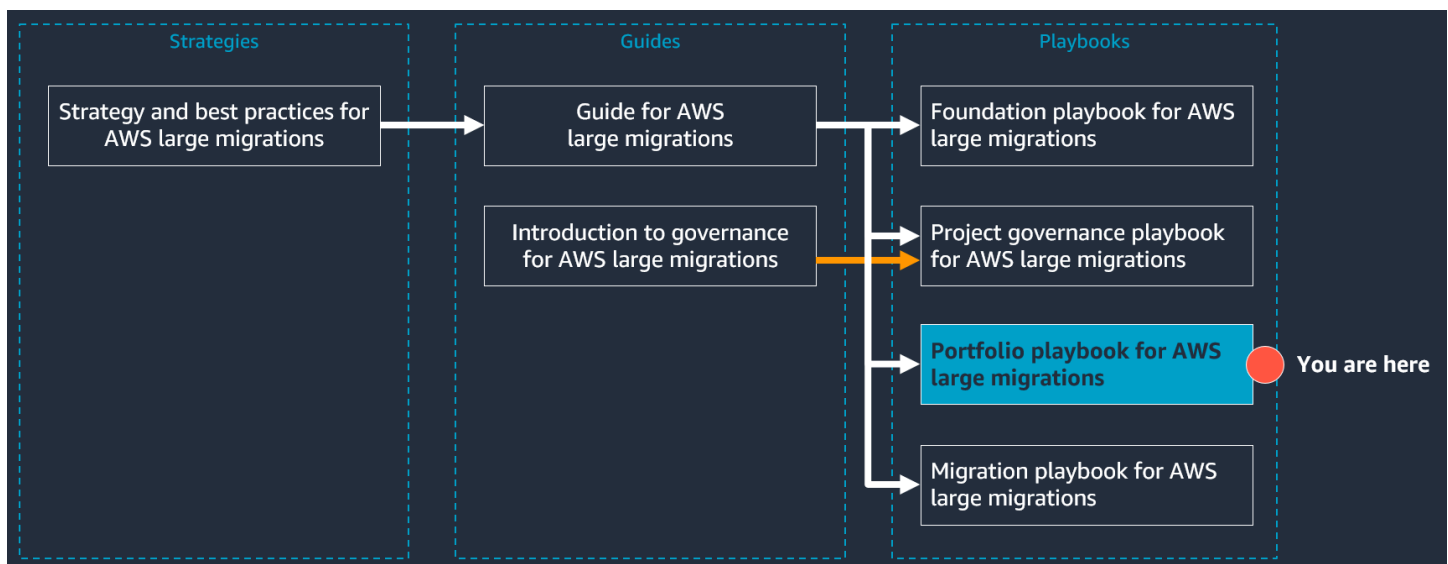 Strategies
Strategy and best practices for
AWS large migrations
Guides
Guide for AWS
large migrations
Introduction to governance
for AWS large migrations
Playbooks
Foundation playbook for AWS
large migrations
Project governance playbook
for AWS large migrations
Portfolio playbook for AWS
large migrations
You are here
Migration playbook for AWS
large migrations